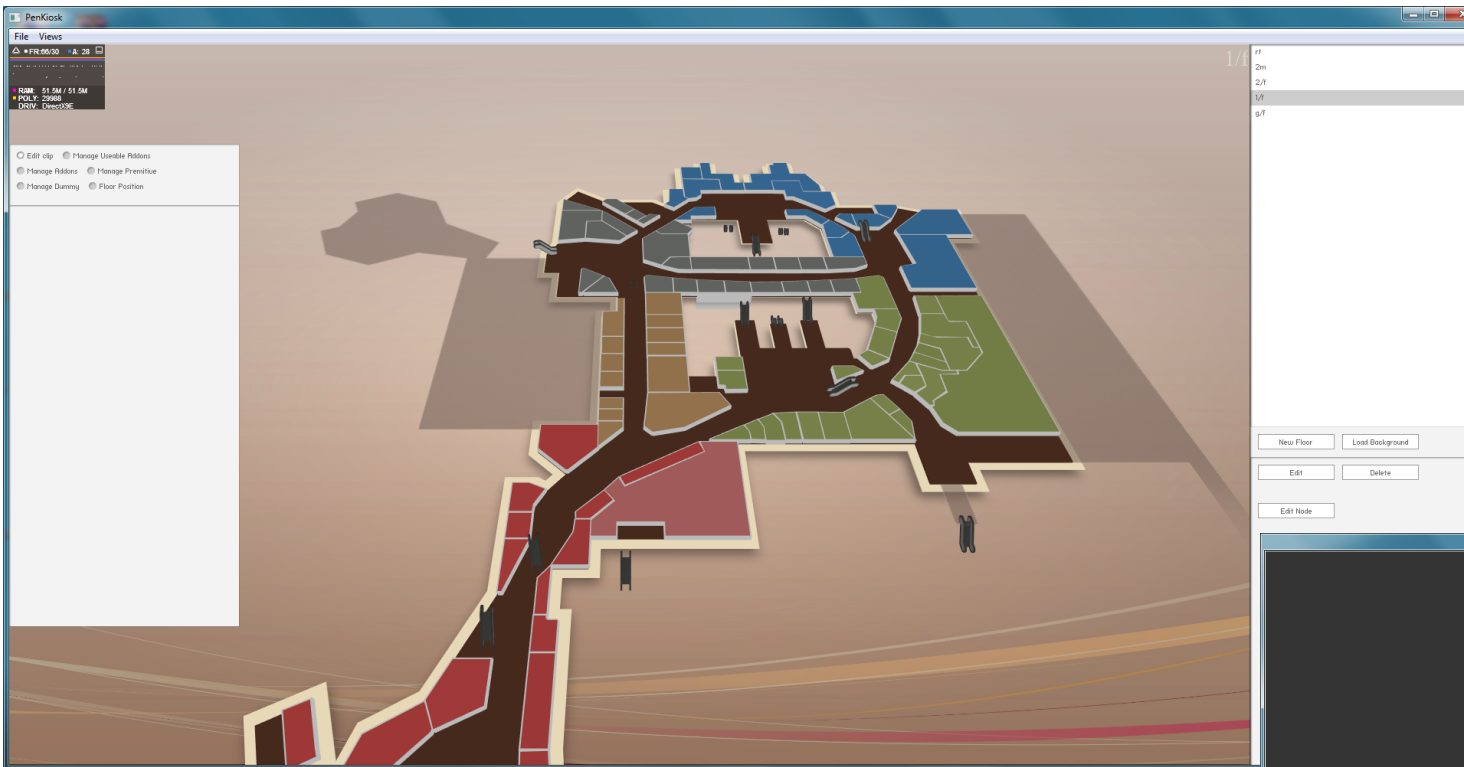 PenKiosk
File Views
FR:66/30 A: 28
RAM: 51.5M / 51.5M
POLY: 29988
DRIV: DirectX9E
Edit clip Manage Useable Addons
Manage Addons Manage Premitive
Manage Dummy Floor Position
1/f
rf
2m
2/f
1/f
g/f
New Floor Load Background
Edit Delete
Edit Node